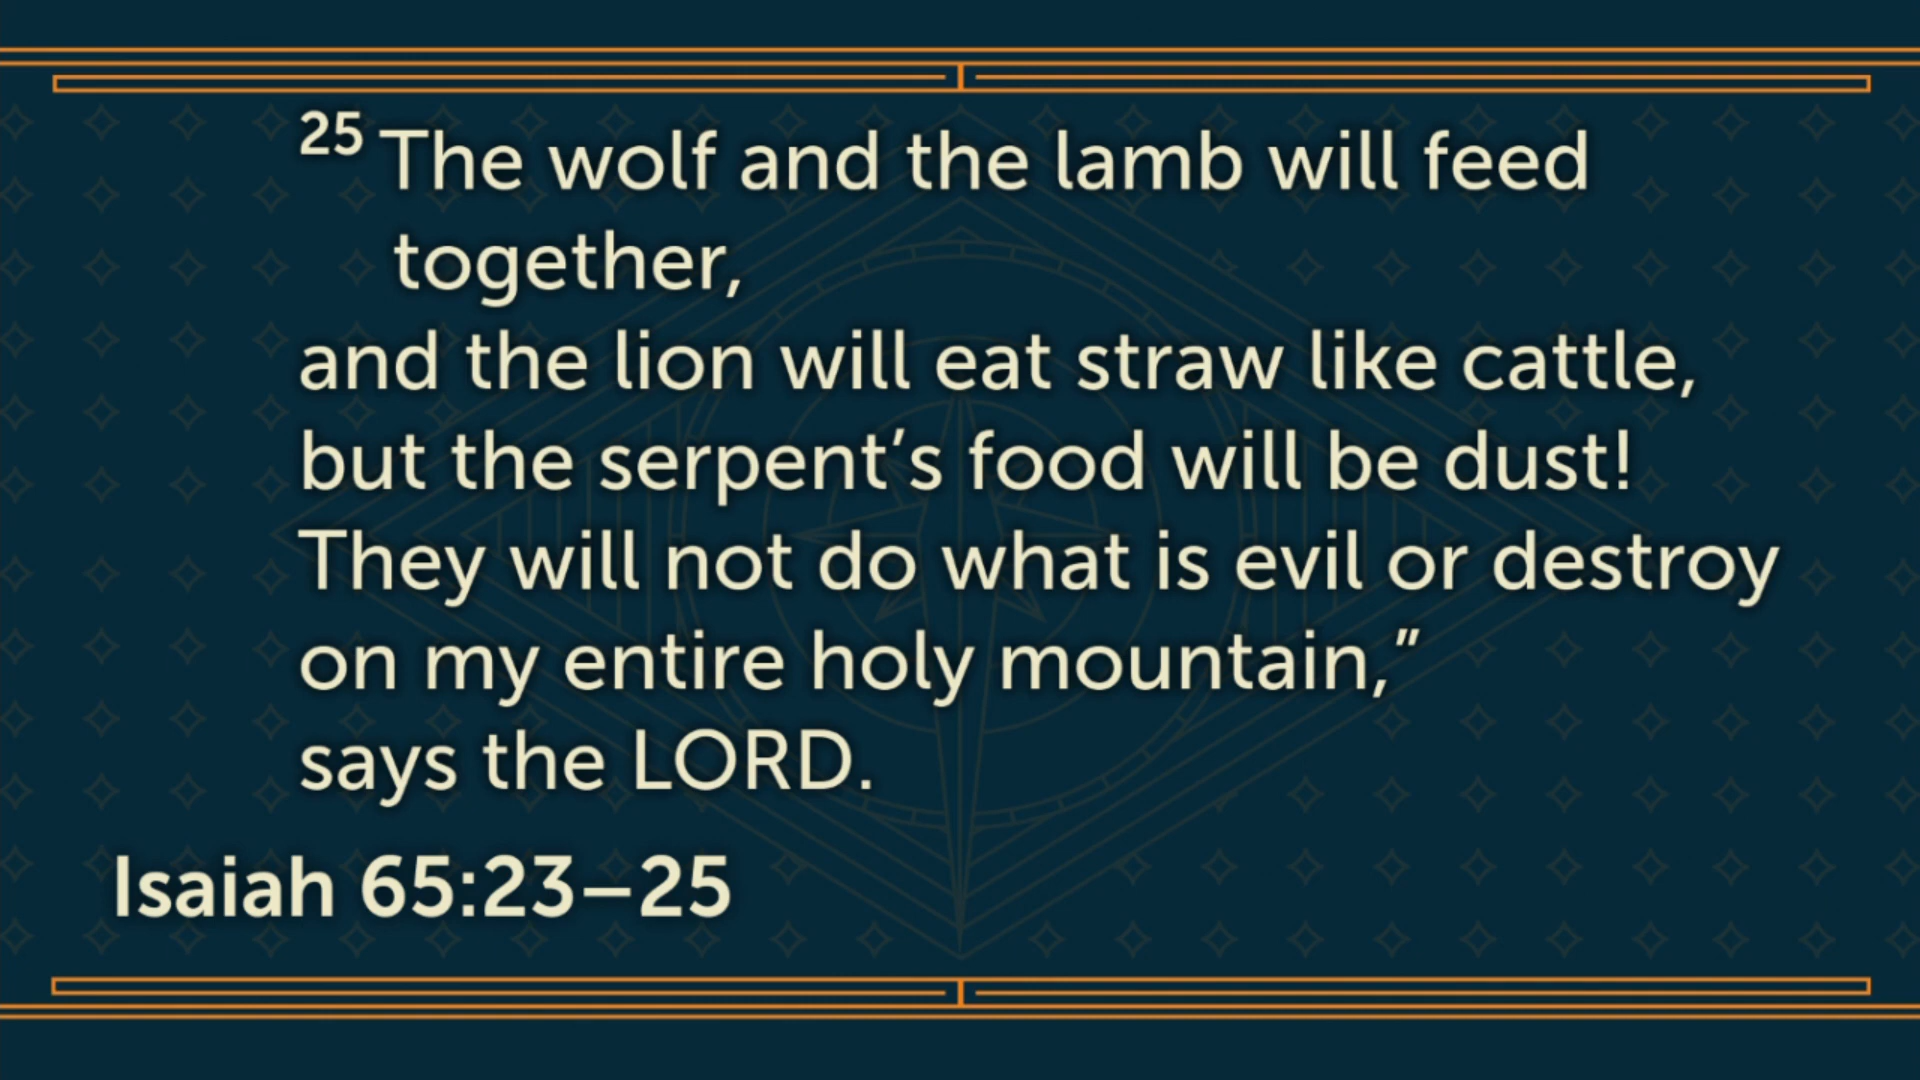 25 The wolf and the lamb will feed
together,
and the lion will eat straw like cattle,
but the serpent’s food will be dust!
They will not do what is evil or destroy
on my entire holy mountain,”
says the LORD.
Isaiah 65:23–25